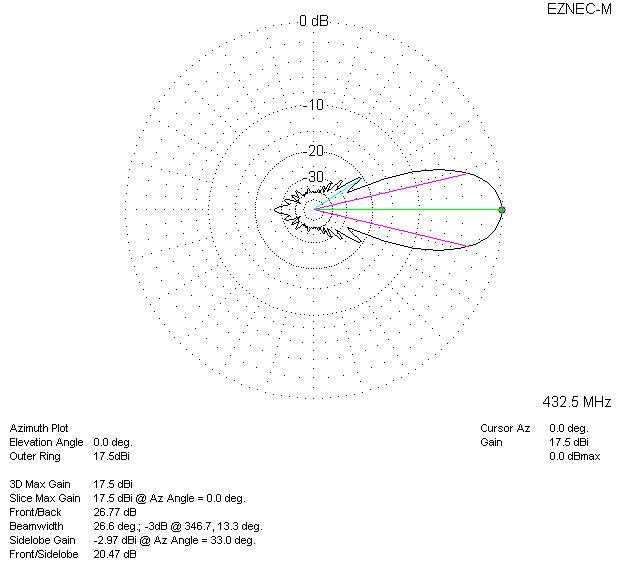 EZNEC-M
0 dB
-10
-20
-30
432.5 MHz
Azimuth Plot
Elevation Angle 0.0 deg.
Outer Ring 17.5dBi
Cursor Az 0.0 deg.
Gain 17.5 dBi
0.0 dBmax
3D Max Gain 17.5 dBi
Slice Max Gain 17.5 dBi @ Az Angle = 0.0 deg.
Front/Back 26.77 dB
Beamwidth 26.6 deg.; -3dB @ 346.7, 13.3 deg.
Sidelobe Gain -2.97 dBi @ Az Angle = 33.0 deg.
Front/Sidelobe 20.47 dB